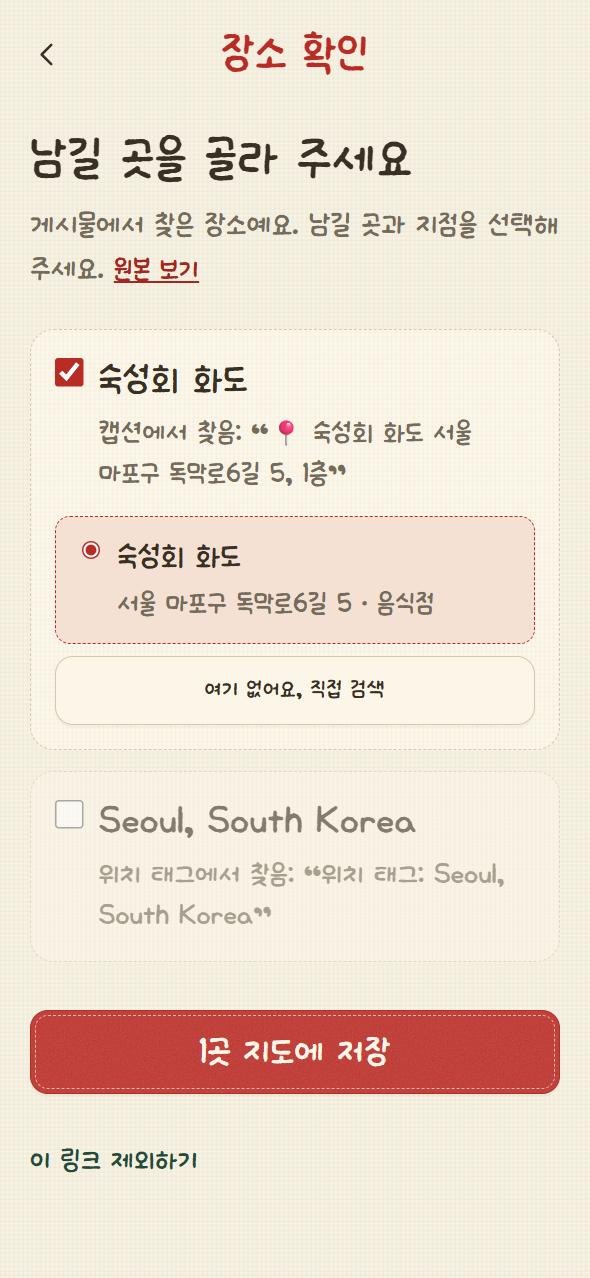 장소 확인
남길 곳을 골라 주세요
게시물에서 찾은 장소예요. 남길 곳과 지점을 선택해
주세요. 원본 보기
숙성회 화도
캡션에서 찾음: “📍 숙성회 화도 서울
마포구 독막로6길 5, 1층”
숙성회 화도
서울 마포구 독막로6길 5 · 음식점
여기 없어요, 직접 검색
Seoul, South Korea
위치 태그에서 찾음: “위치 태그: Seoul,
South Korea”
1곳 지도에 저장
이 링크 제외하기